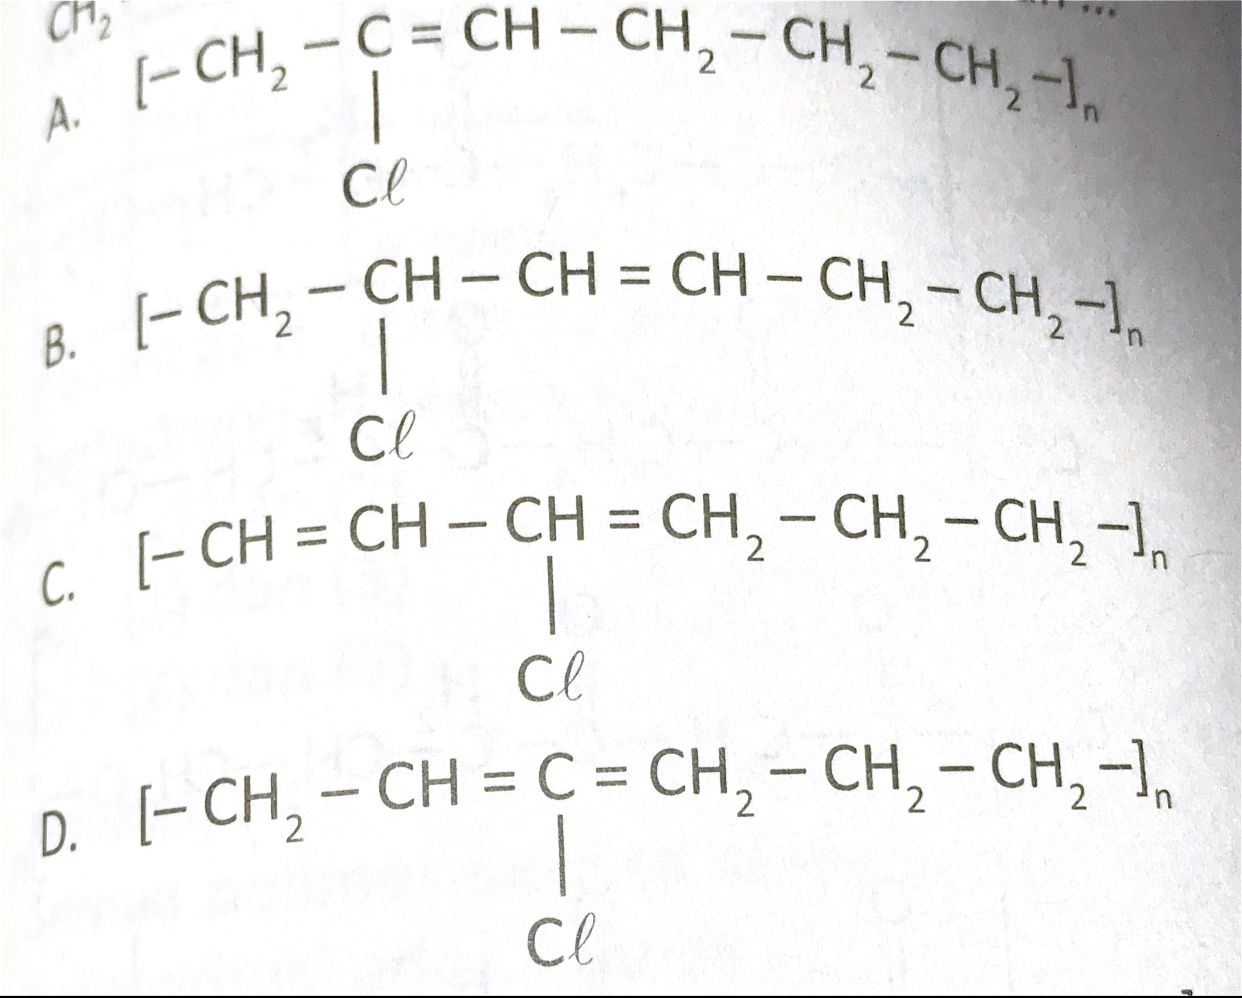 CH₂
A. [– CH₂ – C = CH – CH₂ – CH₂ – CH₂ –]ₙ
|
Cℓ
B. [– CH₂ – CH – CH = CH – CH₂ – CH₂ –]ₙ
|
Cℓ
C. [– CH = CH – CH = CH₂ – CH₂ – CH₂ –]ₙ
|
Cℓ
D. [– CH₂ – CH = C = CH₂ – CH₂ – CH₂ –]ₙ
|
Cℓ